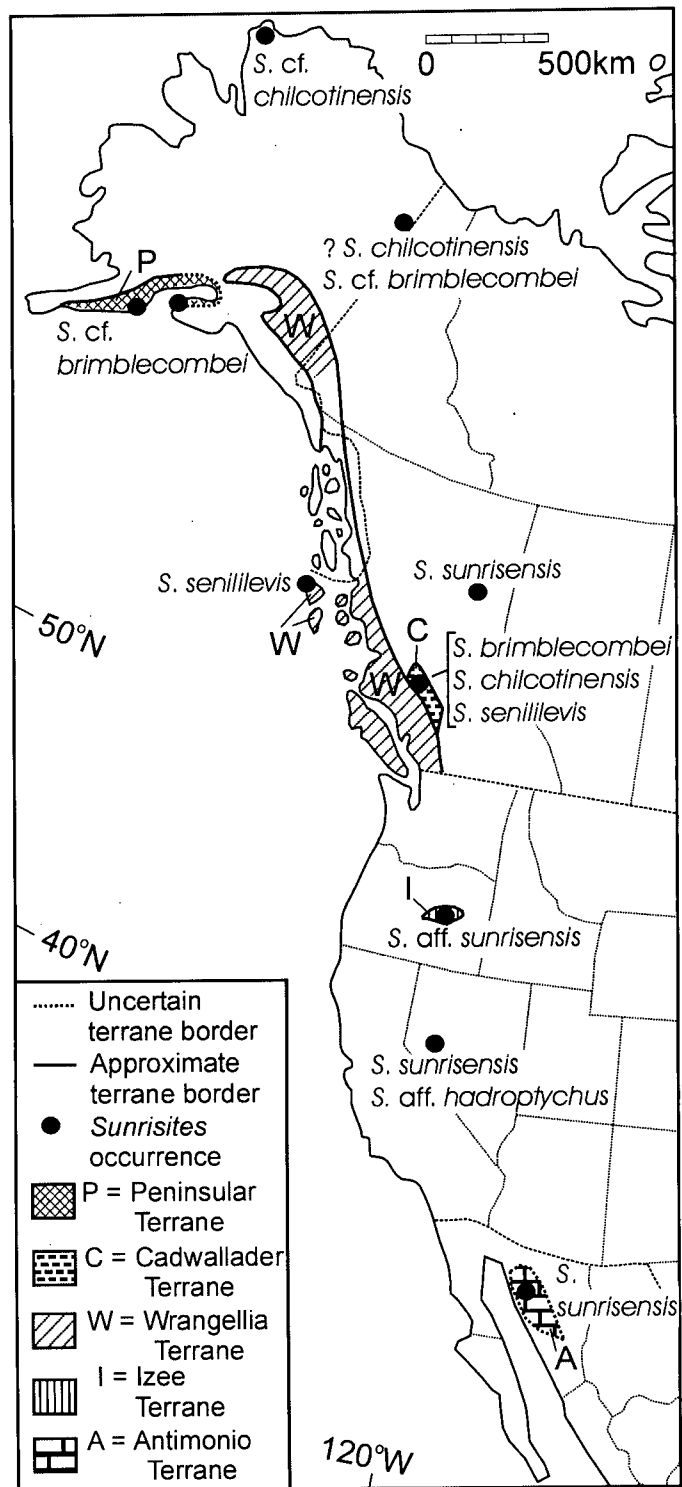 S. cf.
chilcotinensis
0 500km
? S. chilcotinensis
S. cf. brimblecombei
P
S. cf.
brimblecombei
W
S. senililevis
W
S. sunrisensis
50°N
C
S. brimblecombei
S. chilcotinensis
S. senililevis
W
I
S. aff. sunrisensis
40°N
S. sunrisensis
S. aff. hadroptychus
S.
sunrisensis
A
120°W
Uncertain
terrane border
Approximate
terrane border
Sunrisites
occurrence
P = Peninsular
Terrane
C = Cadwallader
Terrane
W = Wrangellia
Terrane
I = Izee
Terrane
A = Antimonio
Terrane